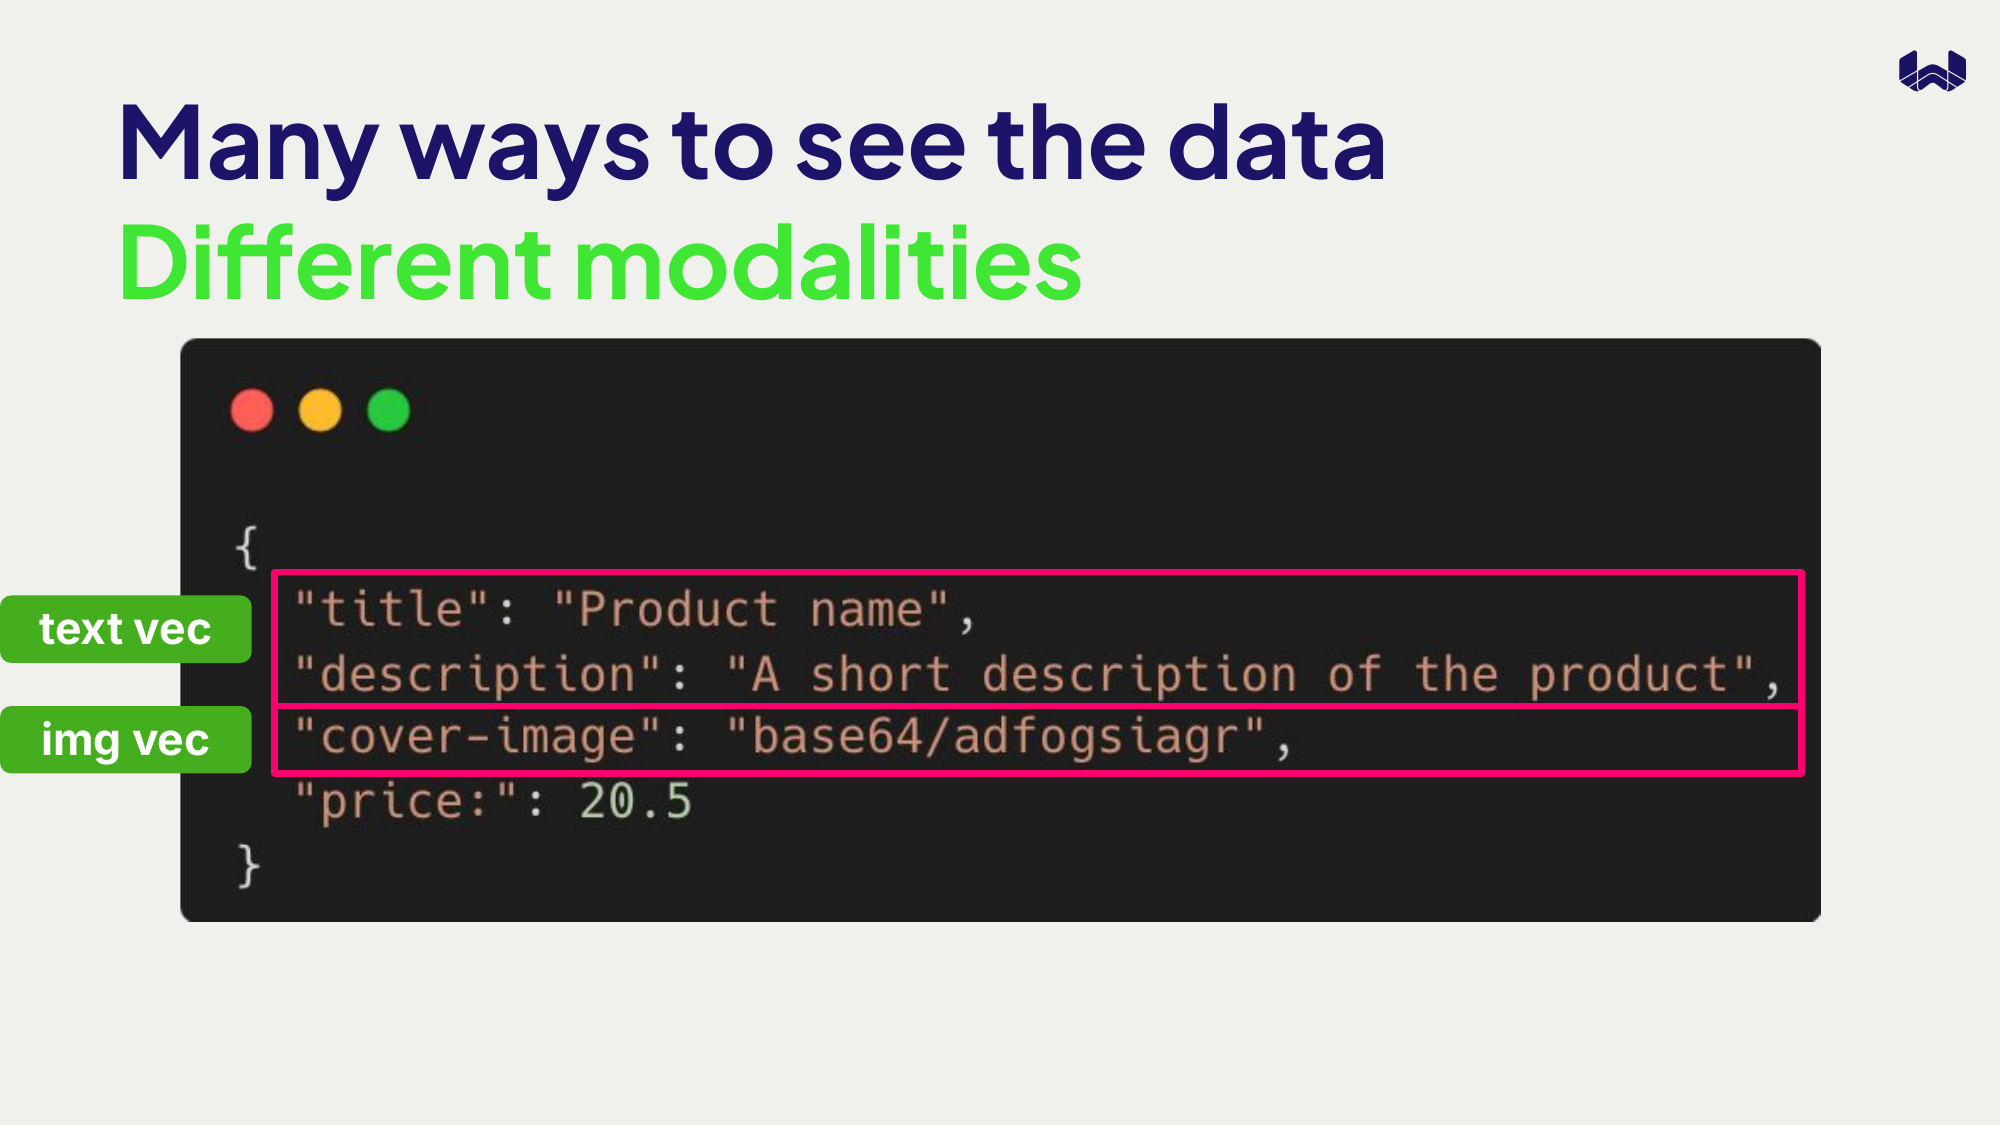 Many ways to see the data
Different modalities
{
text vec
"title": "Product name",
"description": "A short description of the product",
img vec
"cover-image": "base64/adfogsiagr",
"price:": 20.5
}